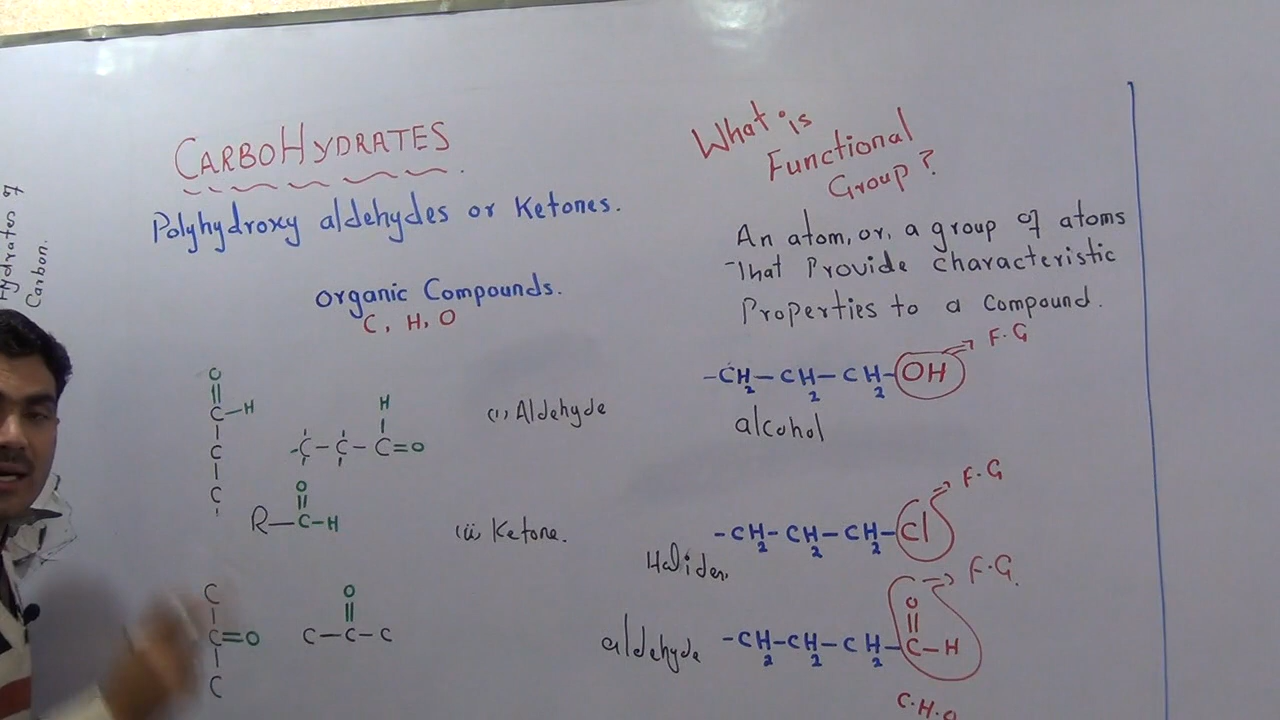 Hydrates of
Carbon.
CARBOHYDRATES
Polyhydroxy aldehydes or Ketones.
organic Compounds.
C, H, O
O
||
C–H
|
C
|
C
H
|
-C–C–C=O
(i) Aldehyde
O
||
R–C–H
(ii) Ketone.
C
|
C=O
|
C
O
||
C–C–C
What is
Functional
Group?
An atom, or, a group of atoms
That Provide characteristic
Properties to a Compound.
-CH2–CH2–CH2–OH → F.G
alcohol
-CH2–CH2–CH2–Cl → F.G
Halides.
→ F.G.
O
||
aldehyde -CH2–CH2–CH2–C–H
C.H.O